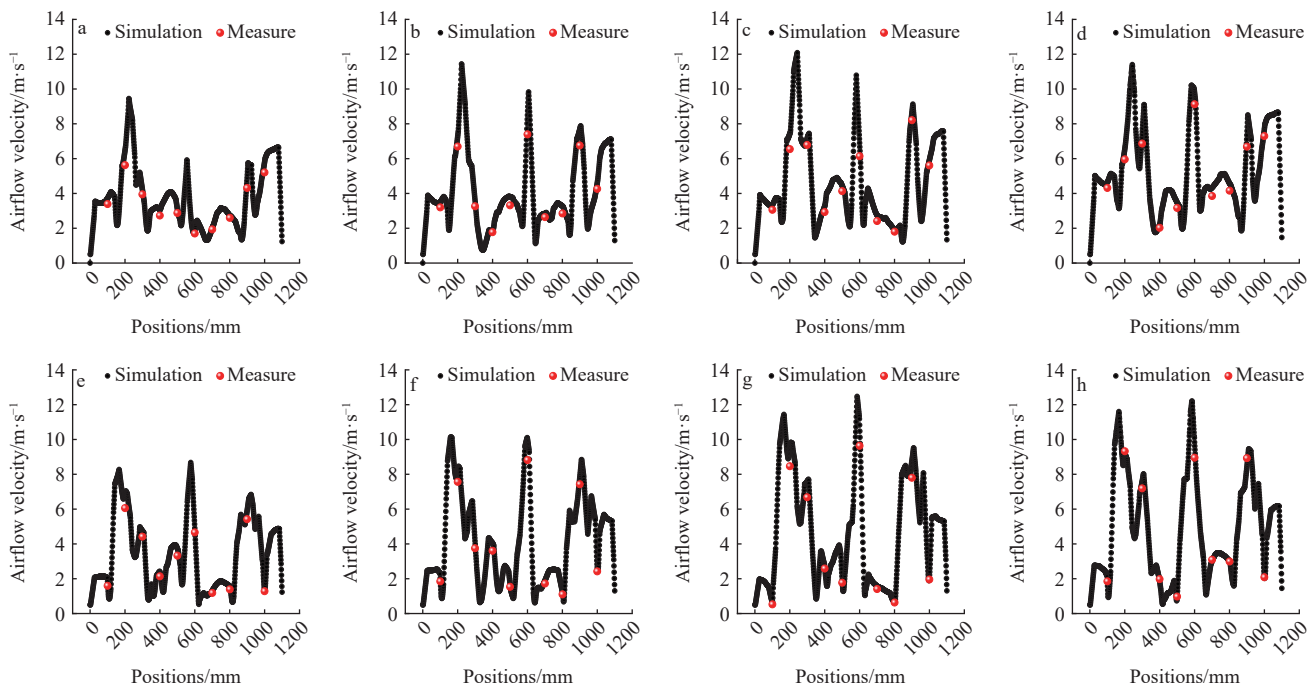 a Simulation Measure
Airflow velocity/m·s⁻¹
14
12
10
8
6
4
2
0
0 200 400 600 800 1000 1200
Positions/mm
b Simulation Measure
Airflow velocity/m·s⁻¹
14
12
10
8
6
4
2
0
0 200 400 600 800 1000 1200
Positions/mm
c Simulation Measure
Airflow velocity/m·s⁻¹
14
12
10
8
6
4
2
0
0 200 400 600 800 1000 1200
Positions/mm
d Simulation Measure
Airflow velocity/m·s⁻¹
14
12
10
8
6
4
2
0
0 200 400 600 800 1000 1200
Positions/mm
e Simulation Measure
Airflow velocity/m·s⁻¹
14
12
10
8
6
4
2
0
0 200 400 600 800 1000 1200
Positions/mm
f Simulation Measure
Airflow velocity/m·s⁻¹
14
12
10
8
6
4
2
0
0 200 400 600 800 1000 1200
Positions/mm
g Simulation Measure
Airflow velocity/m·s⁻¹
14
12
10
8
6
4
2
0
0 200 400 600 800 1000 1200
Positions/mm
h Simulation Measure
Airflow velocity/m·s⁻¹
14
12
10
8
6
4
2
0
0 200 400 600 800 1000 1200
Positions/mm